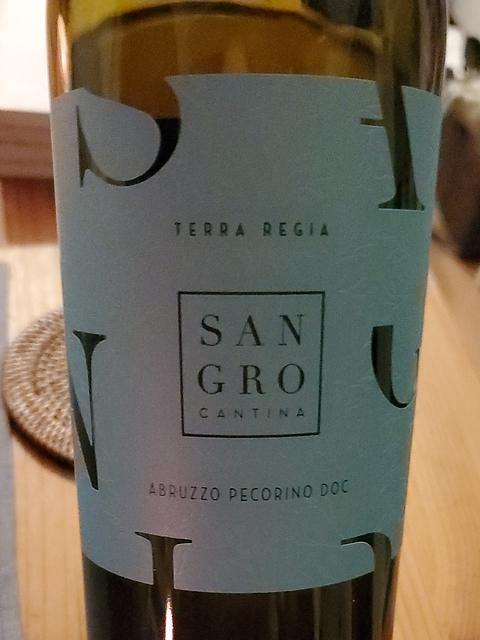 TERRA REGIA
SAN
GRO
CANTINA
ABRUZZO PECORINO DOC